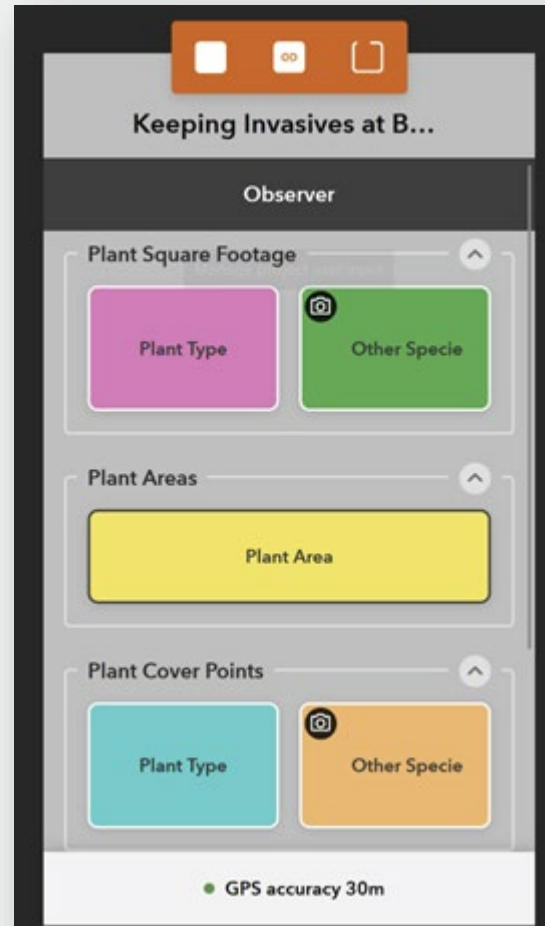 Keeping Invasives at B...
Observer
Plant Square Footage
Plant Type
Other Specie
Plant Areas
Plant Area
Plant Cover Points
Plant Type
Other Specie
GPS accuracy 30m